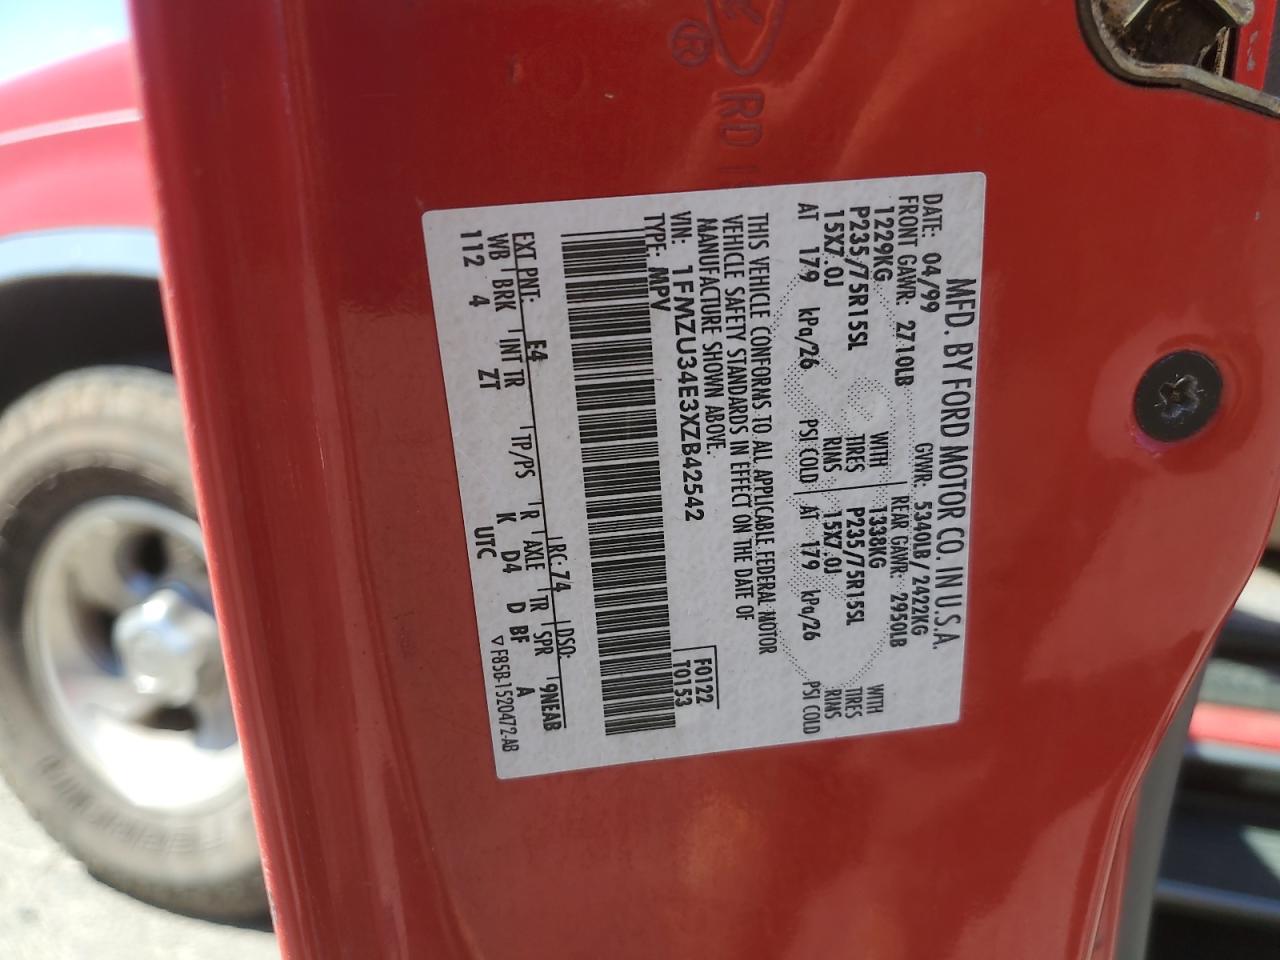 ® RD
MFD. BY FORD MOTOR CO. IN U.S.A.
DATE: 04/99 GVWR: 5340LB/ 2422KG
FRONT GAWR: 2710LB REAR GAWR: 2950LB
1229KG WITH 1338KG WITH
P235/75R15SL TIRES P235/75R15SL TIRES
15X7.0J RIMS 15X7.0J RIMS
AT 179 kPa/26 PSI COLD AT 179 kPa/26 PSI COLD
THIS VEHICLE CONFORMS TO ALL APPLICABLE FEDERAL MOTOR
VEHICLE SAFETY STANDARDS IN EFFECT ON THE DATE OF
MANUFACTURE SHOWN ABOVE.
VIN: 1FMZU34E3XZB42542 F0122
TYPE: MPV T0153
EXT PNT: E4 RC: 74 DSO: 9NEAB
WB BRK INT TR TP/PS R AXLE TR SPR
112 4 ZT K D4 D BF A
UTC ▽ F85B-1520472-AB